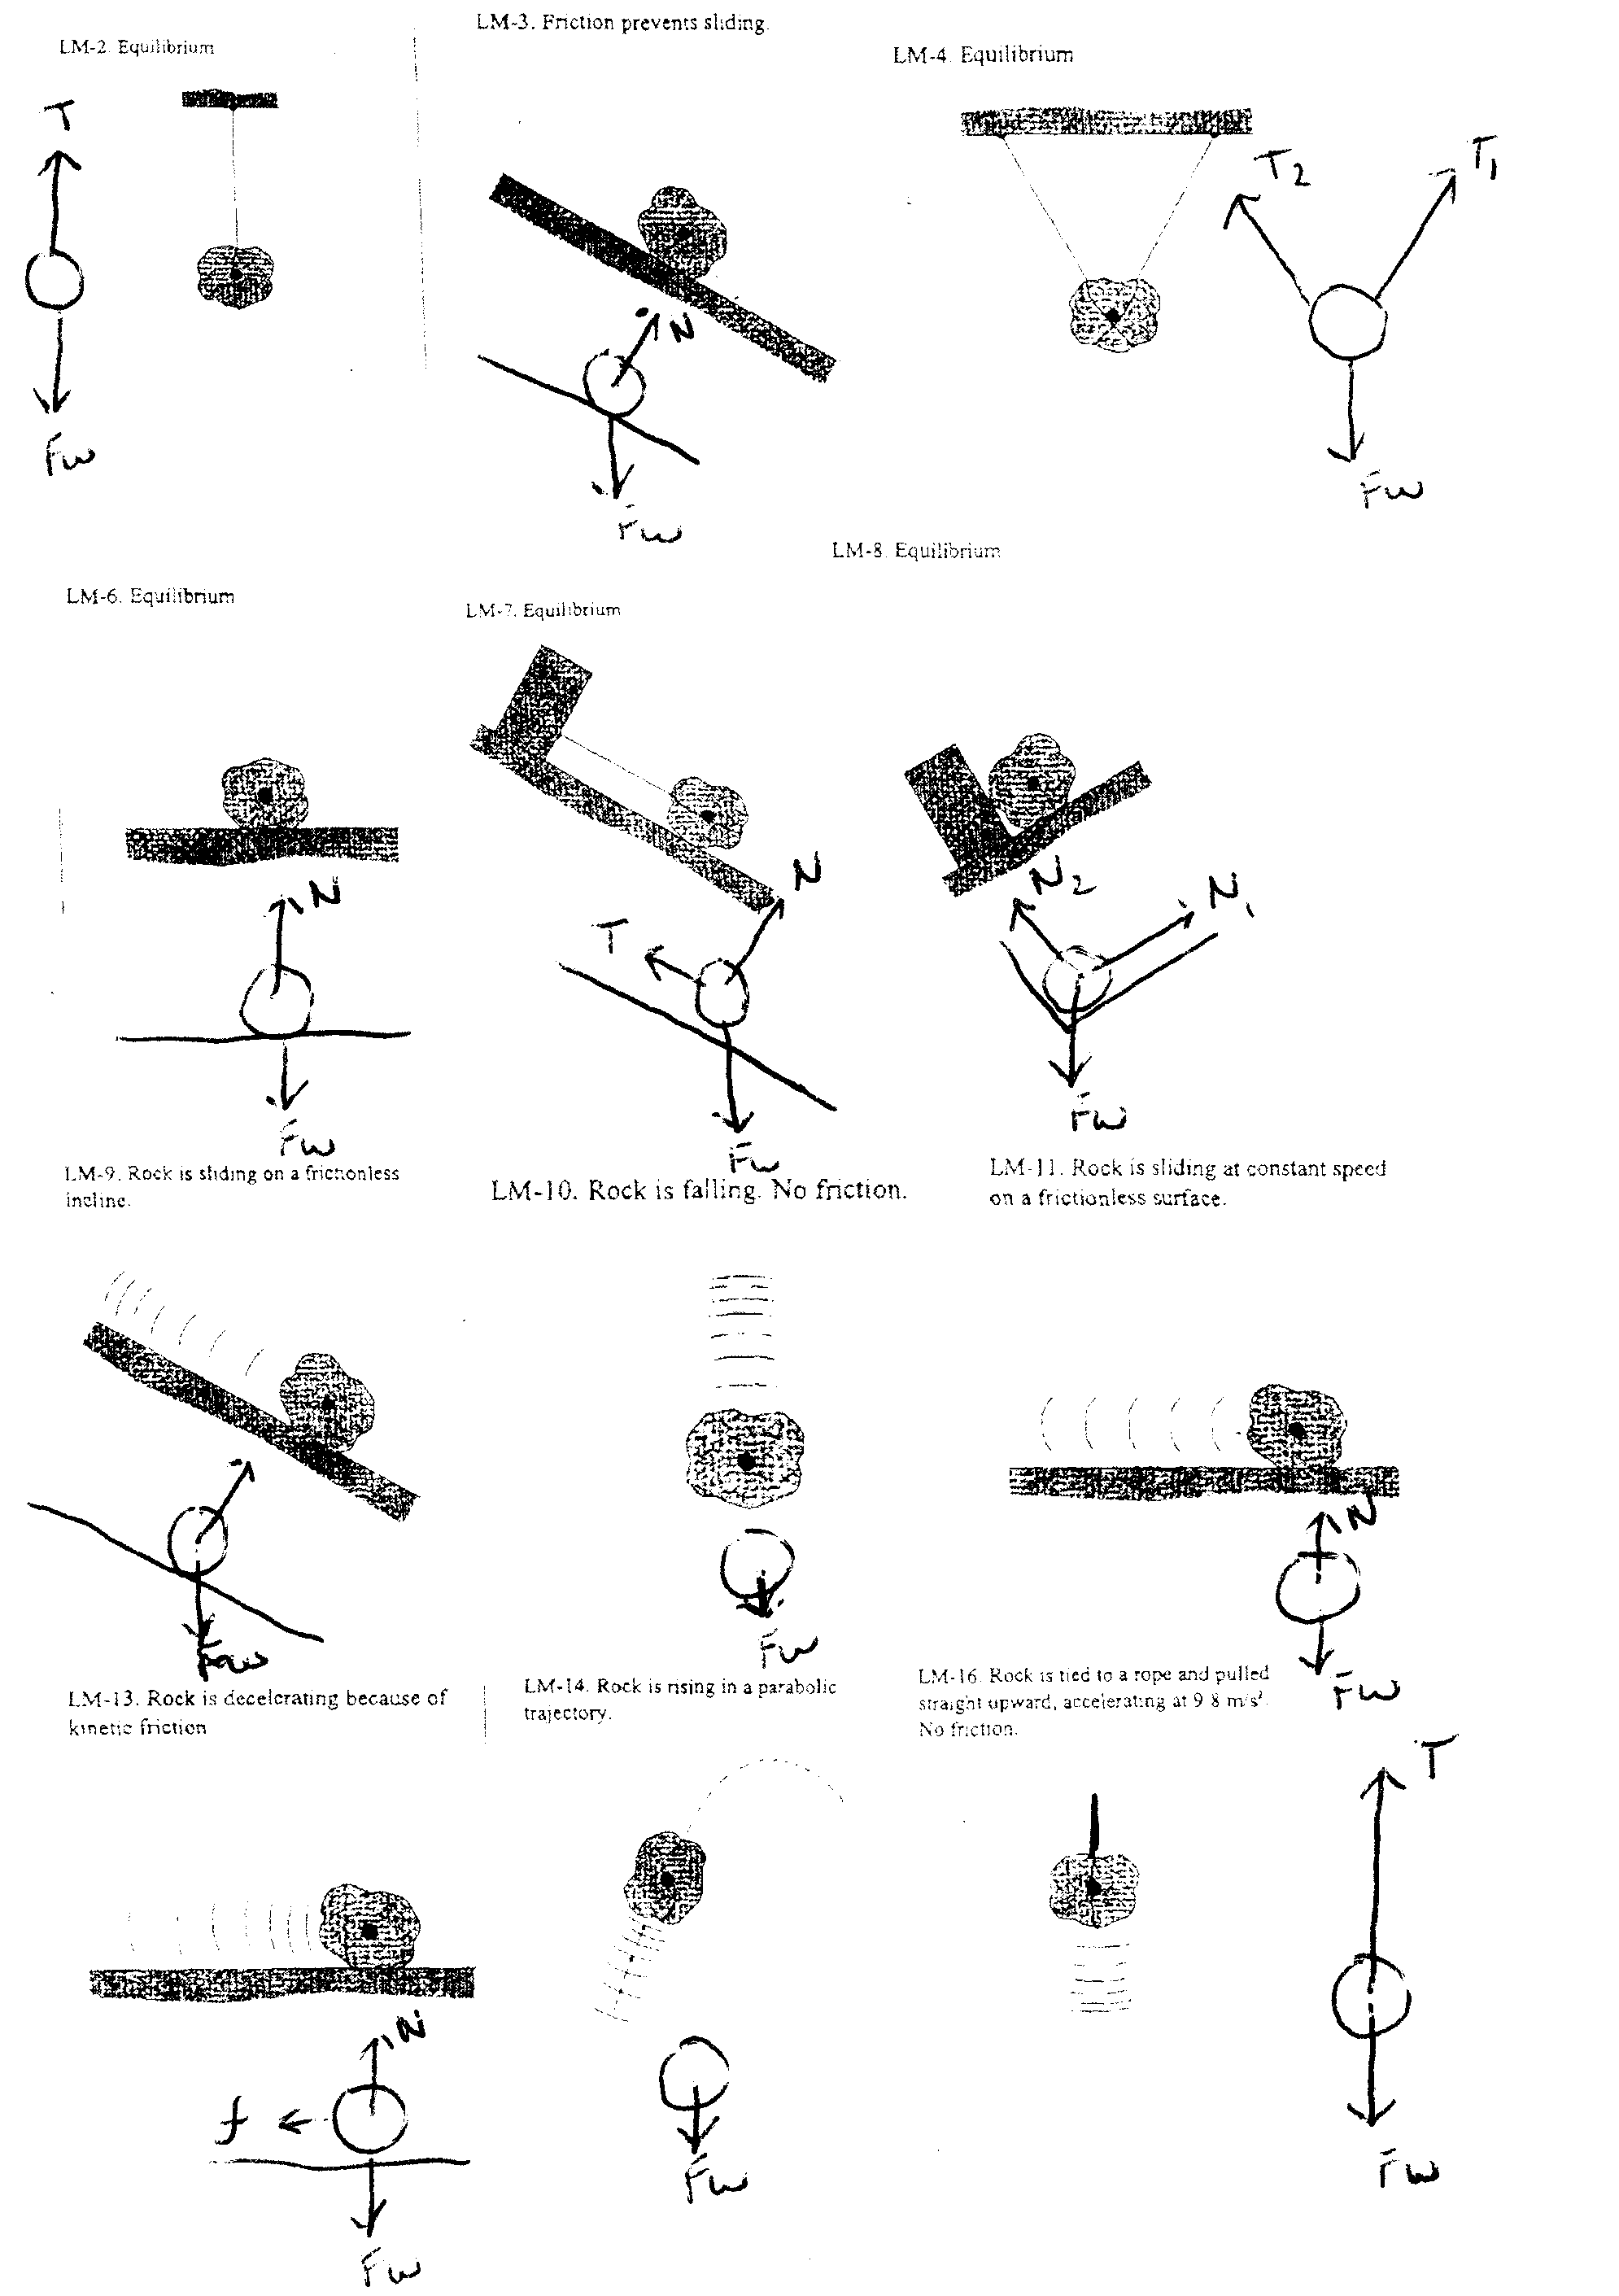 LM-2. Equilibrium
T
Fw
LM-3. Friction prevents sliding.
N
Fw
LM-4. Equilibrium
T2
T1
Fw
LM-6. Equilibrium
N
Fw
LM-7. Equilibrium
T
N
Fw
LM-8. Equilibrium
N2
N1
Fw
LM-9. Rock is sliding on a frictionless
incline.
Fw
LM-10. Rock is falling. No friction.
Fw
LM-11. Rock is sliding at constant speed
on a frictionless surface.
N
Fw
LM-13. Rock is decelerating because of
kinetic friction
N
f
Fw
LM-14. Rock is rising in a parabolic
trajectory.
Fw
LM-16. Rock is tied to a rope and pulled
straight upward, accelerating at 9.8 m/s².
No friction.
T
Fw